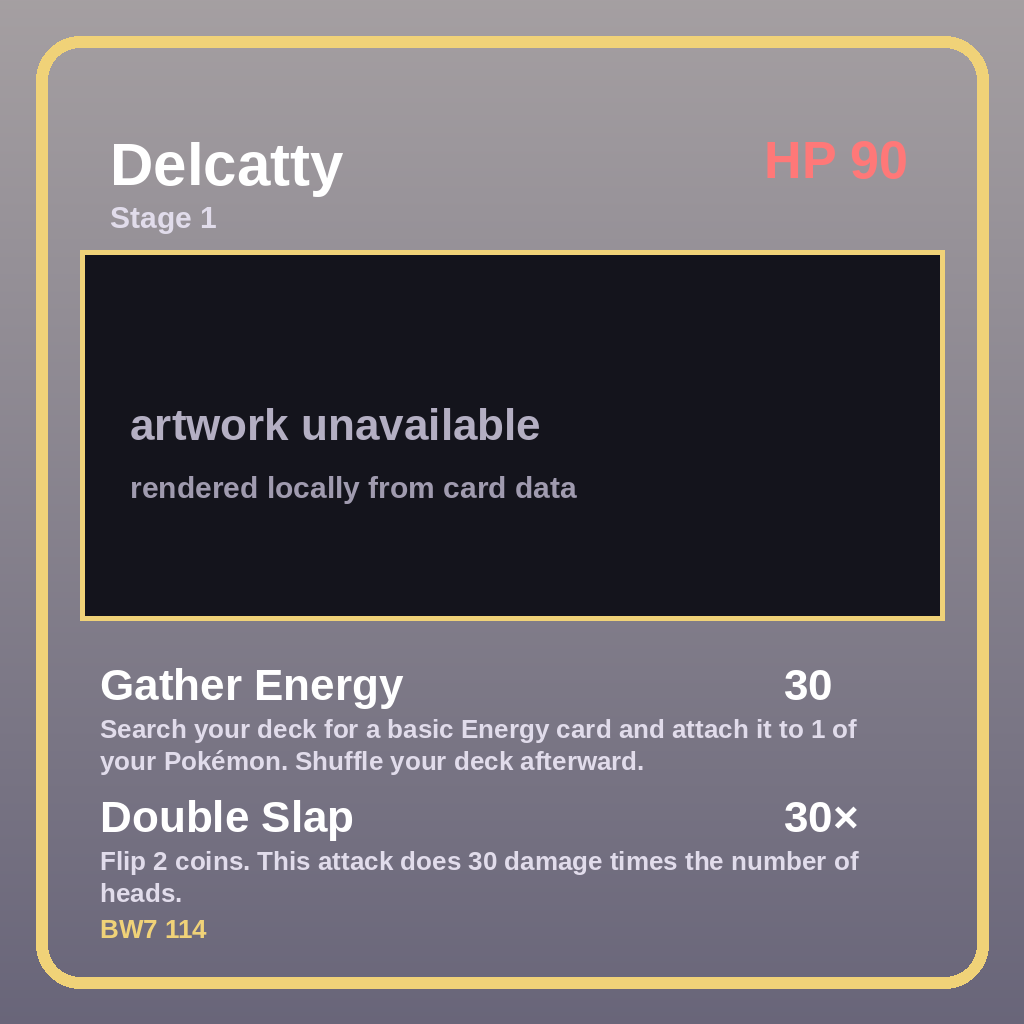 Delcatty
HP 90
Stage 1
artwork unavailable
rendered locally from card data
Gather Energy
30
Search your deck for a basic Energy card and attach it to 1 of
your Pokémon. Shuffle your deck afterward.
Double Slap
30×
Flip 2 coins. This attack does 30 damage times the number of
heads.
BW7 114